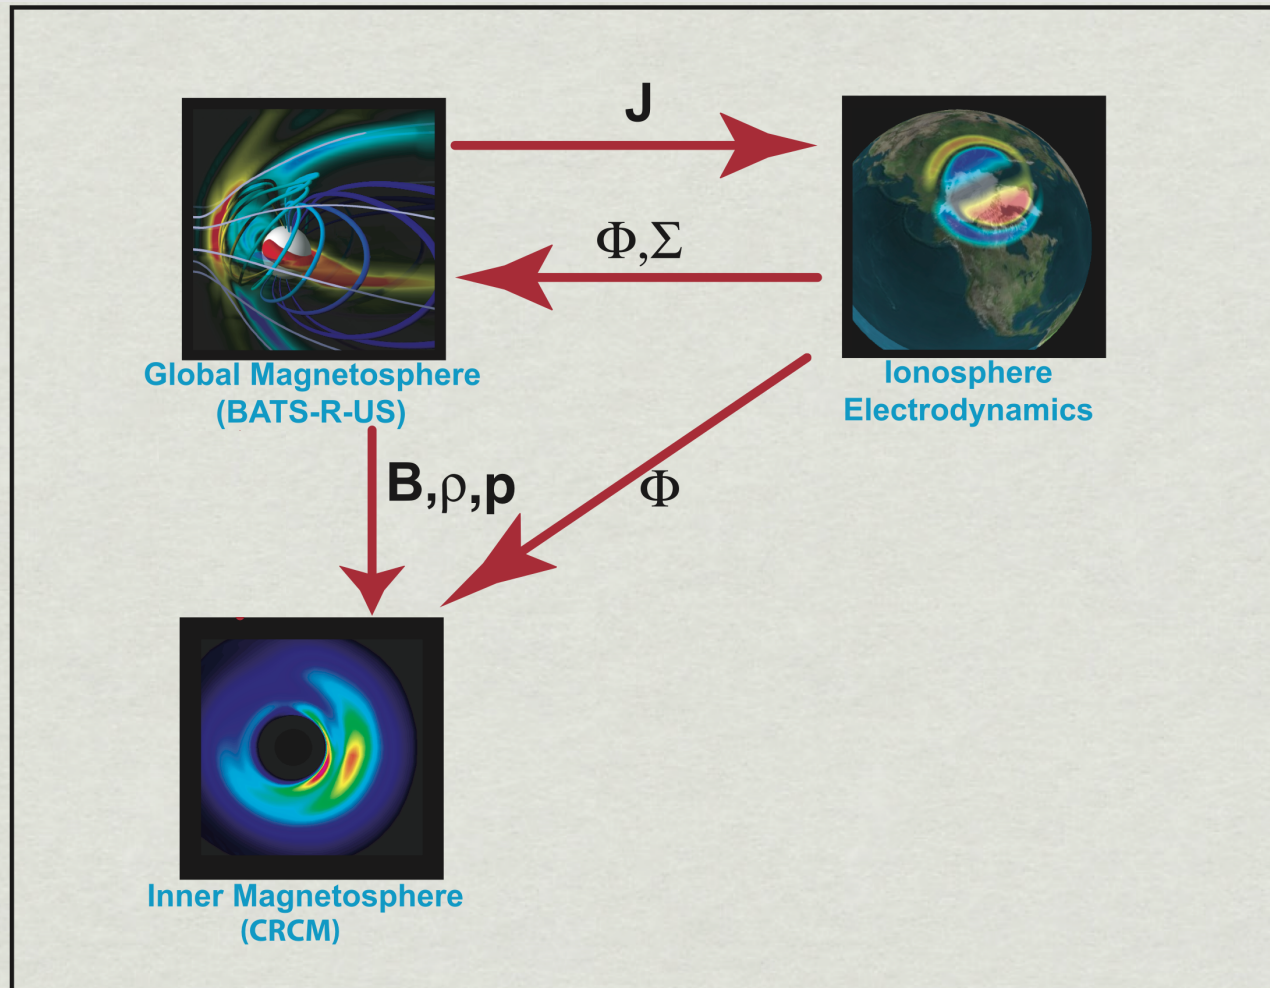 J
Φ,Σ
Global Magnetosphere
(BATS-R-US)
Ionosphere
Electrodynamics
B,ρ,p
Φ
Inner Magnetosphere
(CRCM)